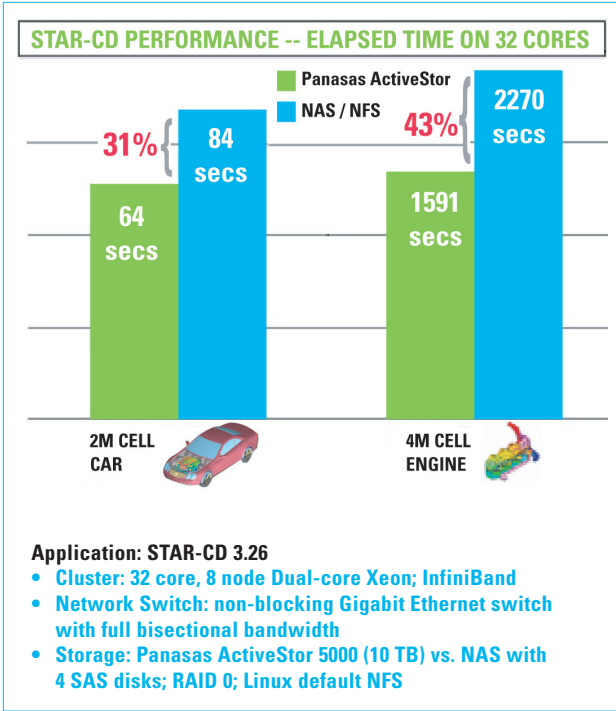 STAR-CD PERFORMANCE -- ELAPSED TIME ON 32 CORES
Panasas ActiveStor
NAS / NFS
31%
84
secs
43%
2270
secs
64
secs
1591
secs
2M CELL
CAR
4M CELL
ENGINE
Application: STAR-CD 3.26
• Cluster: 32 core, 8 node Dual-core Xeon; InfiniBand
• Network Switch: non-blocking Gigabit Ethernet switch
with full bisectional bandwidth
• Storage: Panasas ActiveStor 5000 (10 TB) vs. NAS with
4 SAS disks; RAID 0; Linux default NFS